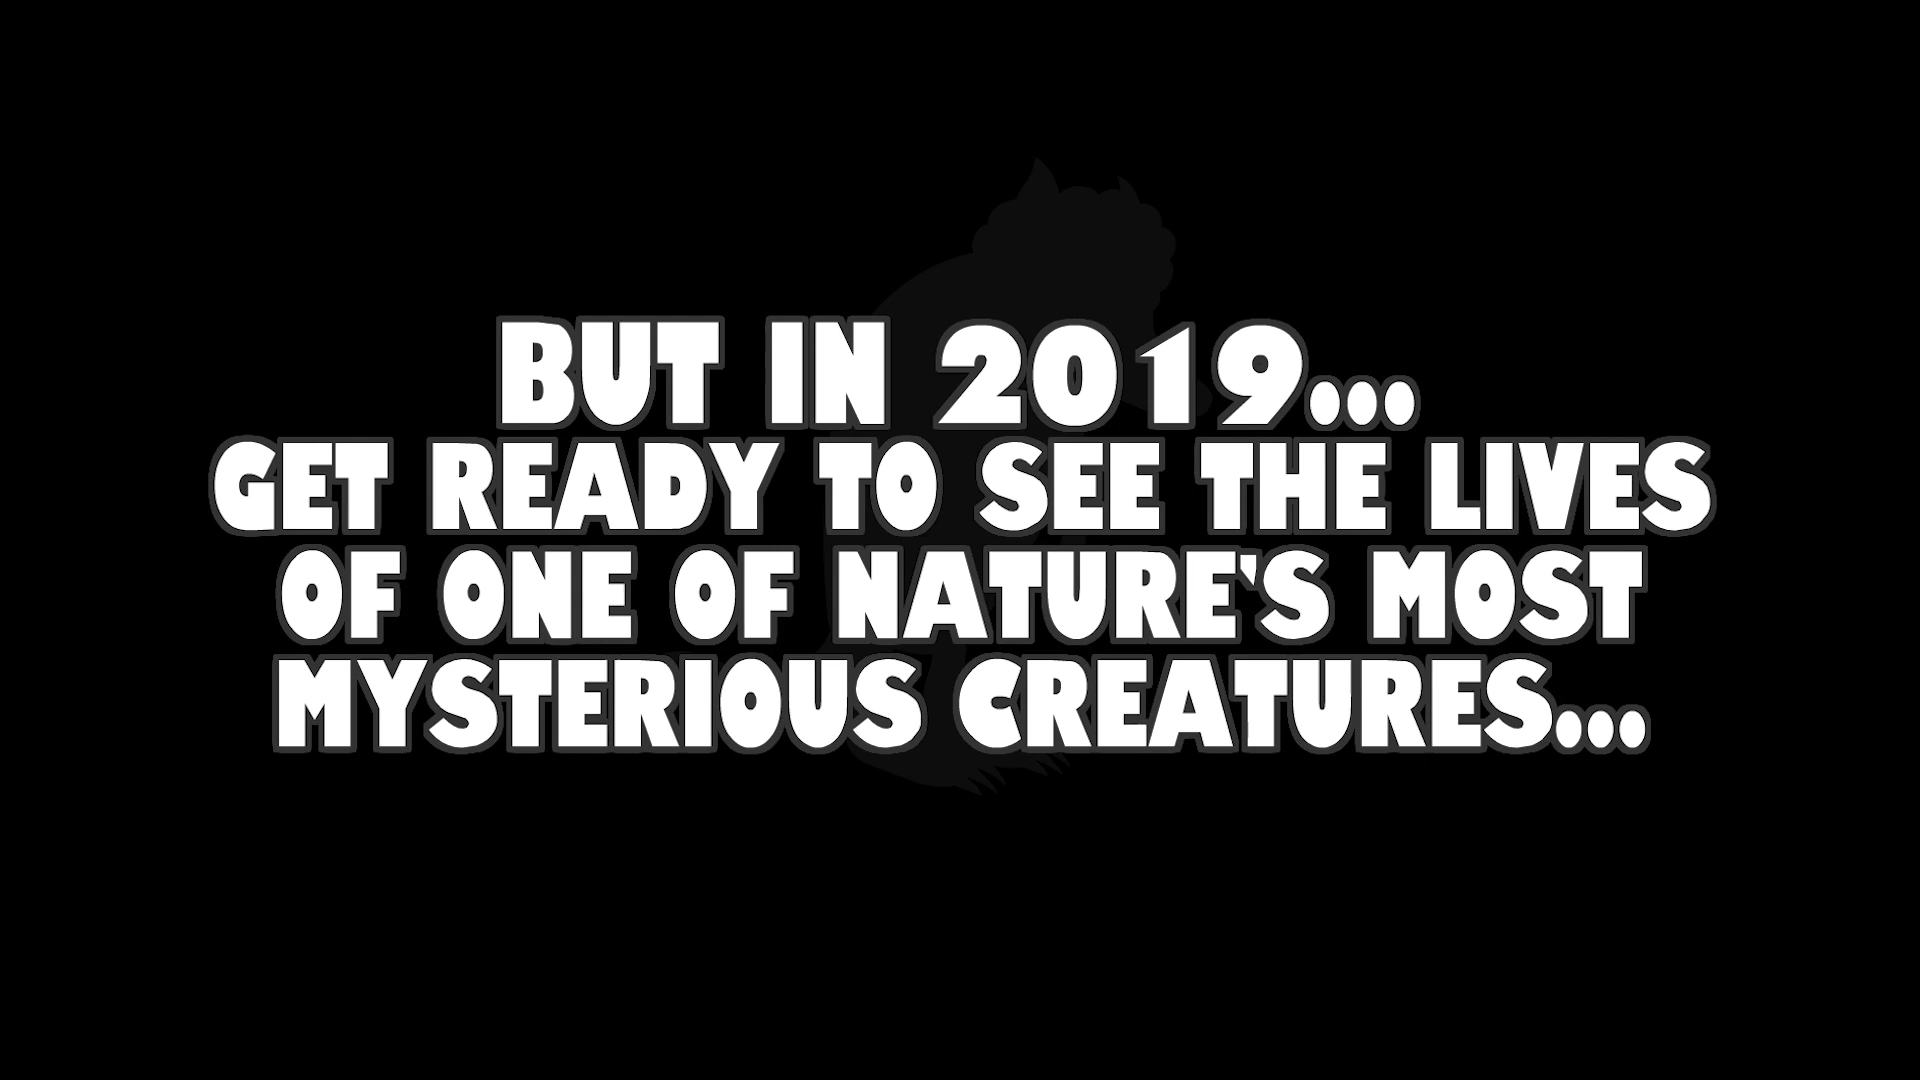 BUT IN 2019...
GET READY TO SEE THE LIVES
OF ONE OF NATURE'S MOST
MYSTERIOUS CREATURES...